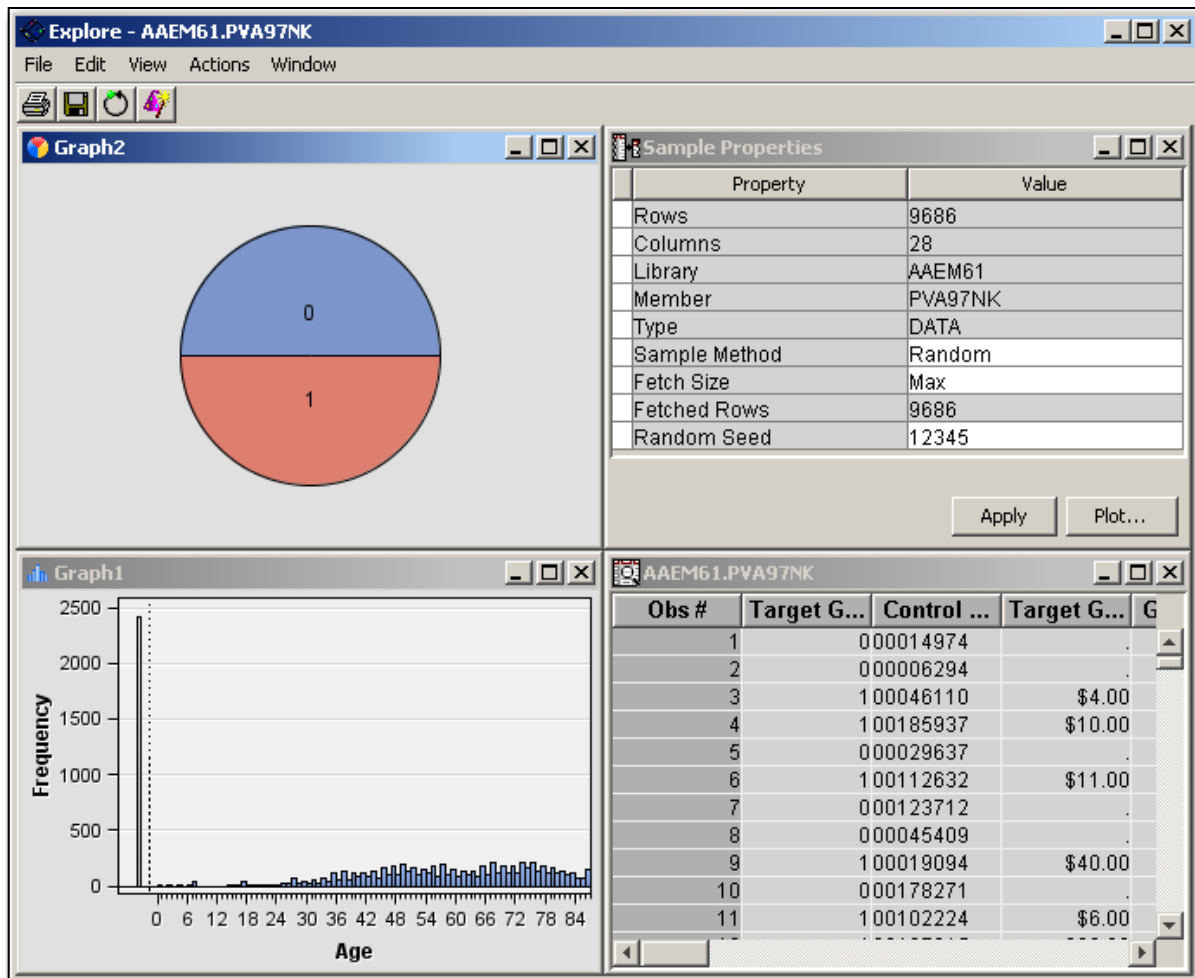 Explore - AAEM61.PVA97NK
File Edit View Actions Window
Graph2
0
1
Sample Properties
Property Value
Rows 9686
Columns 28
Library AAEM61
Member PVA97NK
Type DATA
Sample Method Random
Fetch Size Max
Fetched Rows 9686
Random Seed 12345
Apply Plot...
Graph1
2500
2000
1500
1000
500
0
Frequency
0 6 12 18 24 30 36 42 48 54 60 66 72 78 84
Age
AAEM61.PVA97NK
Obs # Target G... Control ... Target G... G
1 0 00014974 .
2 0 00006294 .
3 1 00046110 $4.00
4 1 00185937 $10.00
5 0 00029637 .
6 1 00112632 $11.00
7 0 00123712 .
8 0 00045409 .
9 1 00019094 $40.00
10 0 00178271 .
11 1 00102224 $6.00